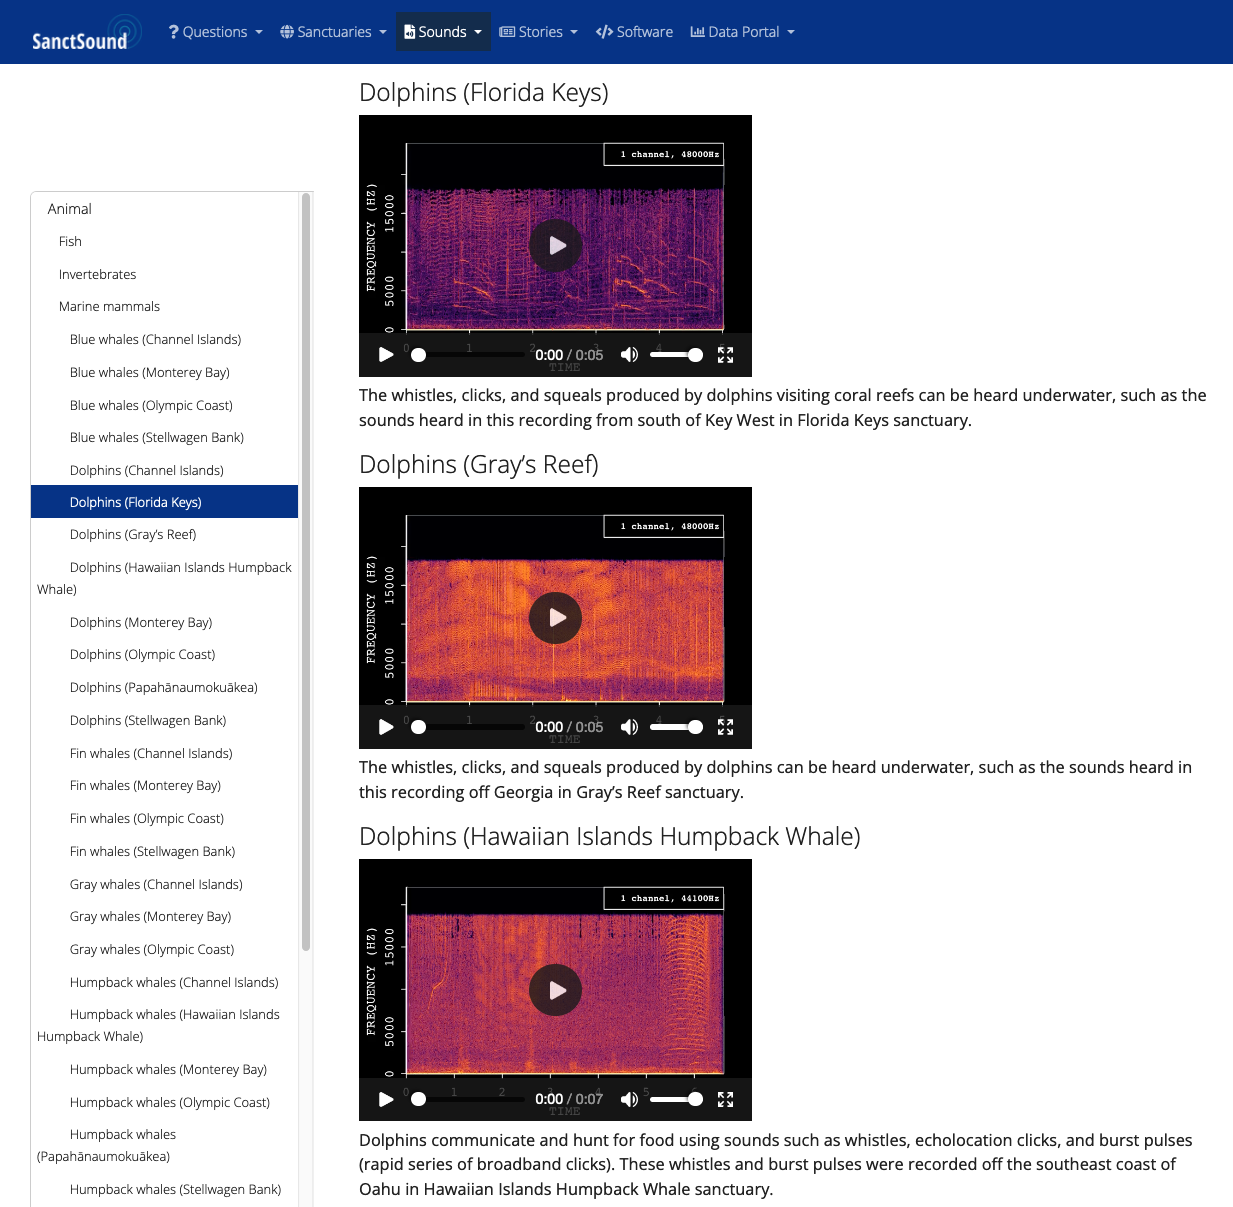 SanctSound
Questions
Sanctuaries
Sounds
Stories
Software
Data Portal
Animal
Fish
Invertebrates
Marine mammals
Blue whales (Channel Islands)
Blue whales (Monterey Bay)
Blue whales (Olympic Coast)
Blue whales (Stellwagen Bank)
Dolphins (Channel Islands)
Dolphins (Florida Keys)
Dolphins (Gray's Reef)
Dolphins (Hawaiian Islands Humpback
Whale)
Dolphins (Monterey Bay)
Dolphins (Olympic Coast)
Dolphins (Papahānaumokuākea)
Dolphins (Stellwagen Bank)
Fin whales (Channel Islands)
Fin whales (Monterey Bay)
Fin whales (Olympic Coast)
Fin whales (Stellwagen Bank)
Gray whales (Channel Islands)
Gray whales (Monterey Bay)
Gray whales (Olympic Coast)
Humpback whales (Channel Islands)
Humpback whales (Hawaiian Islands
Humpback Whale)
Humpback whales (Monterey Bay)
Humpback whales (Olympic Coast)
Humpback whales
(Papahānaumokuākea)
Humpback whales (Stellwagen Bank)
Dolphins (Florida Keys)
1 channel, 48000Hz
FREQUENCY (HZ)
15000
5000
0
0 1 2 3 4 5
0:00 / 0:05
TIME
The whistles, clicks, and squeals produced by dolphins visiting coral reefs can be heard underwater, such as the
sounds heard in this recording from south of Key West in Florida Keys sanctuary.
Dolphins (Gray’s Reef)
1 channel, 48000Hz
FREQUENCY (HZ)
15000
5000
0
0 1 2 3 4 5
0:00 / 0:05
TIME
The whistles, clicks, and squeals produced by dolphins can be heard underwater, such as the sounds heard in
this recording off Georgia in Gray’s Reef sanctuary.
Dolphins (Hawaiian Islands Humpback Whale)
1 channel, 44100Hz
FREQUENCY (HZ)
15000
5000
0
0 1 2 3 4 5 6
0:00 / 0:07
TIME
Dolphins communicate and hunt for food using sounds such as whistles, echolocation clicks, and burst pulses
(rapid series of broadband clicks). These whistles and burst pulses were recorded off the southeast coast of
Oahu in Hawaiian Islands Humpback Whale sanctuary.